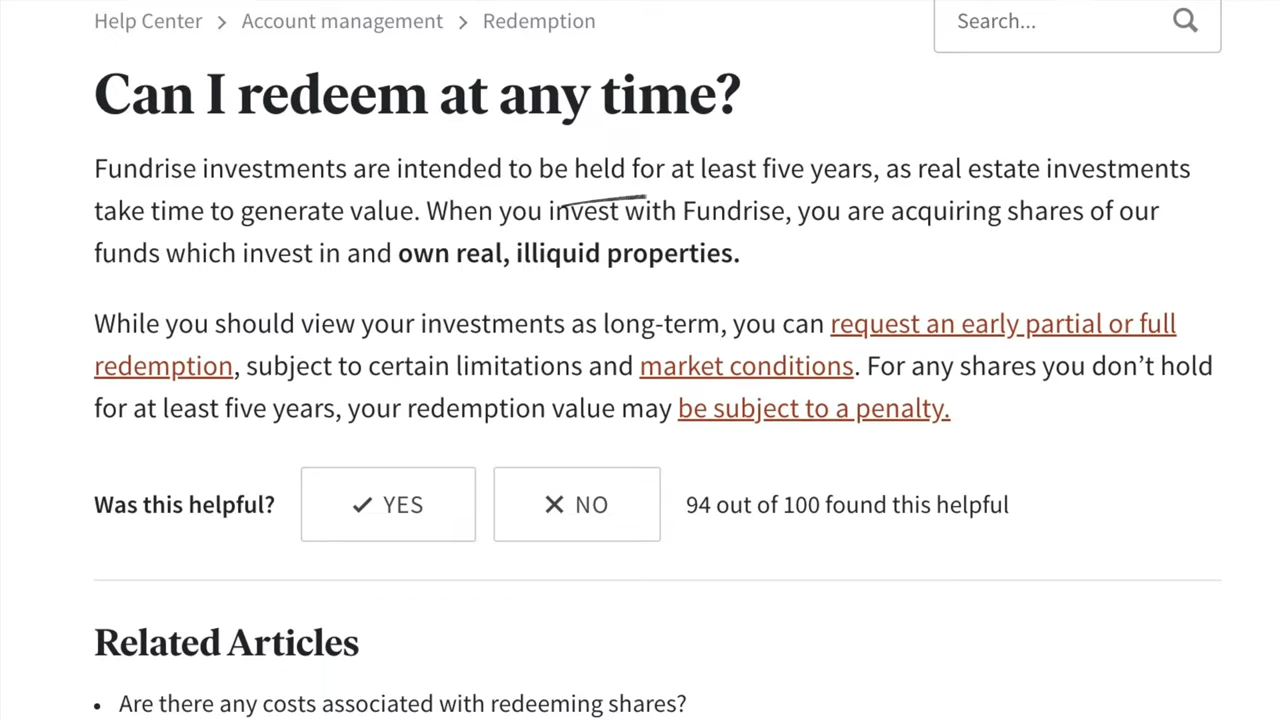 Help Center > Account management > Redemption
Search...
Can I redeem at any time?
Fundrise investments are intended to be held for at least five years, as real estate investments
take time to generate value. When you invest with Fundrise, you are acquiring shares of our
funds which invest in and own real, illiquid properties.
While you should view your investments as long-term, you can request an early partial or full
redemption, subject to certain limitations and market conditions. For any shares you don’t hold
for at least five years, your redemption value may be subject to a penalty.
Was this helpful? YES NO 94 out of 100 found this helpful
Related Articles
• Are there any costs associated with redeeming shares?